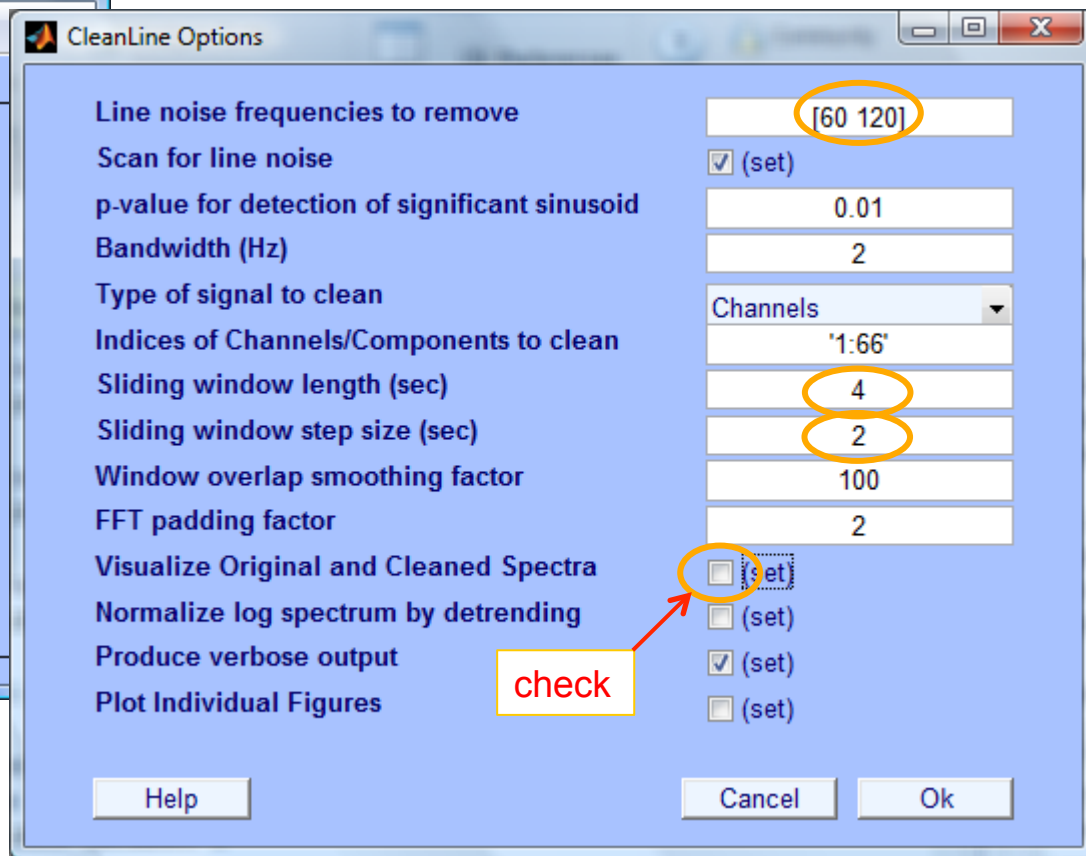 CleanLine Options
Line noise frequencies to remove [60 120]
Scan for line noise (set)
p-value for detection of significant sinusoid 0.01
Bandwidth (Hz) 2
Type of signal to clean Channels
Indices of Channels/Components to clean '1:66'
Sliding window length (sec) 4
Sliding window step size (sec) 2
Window overlap smoothing factor 100
FFT padding factor 2
Visualize Original and Cleaned Spectra (set)
Normalize log spectrum by detrending (set)
Produce verbose output (set)
check
Plot Individual Figures (set)
Help Cancel Ok